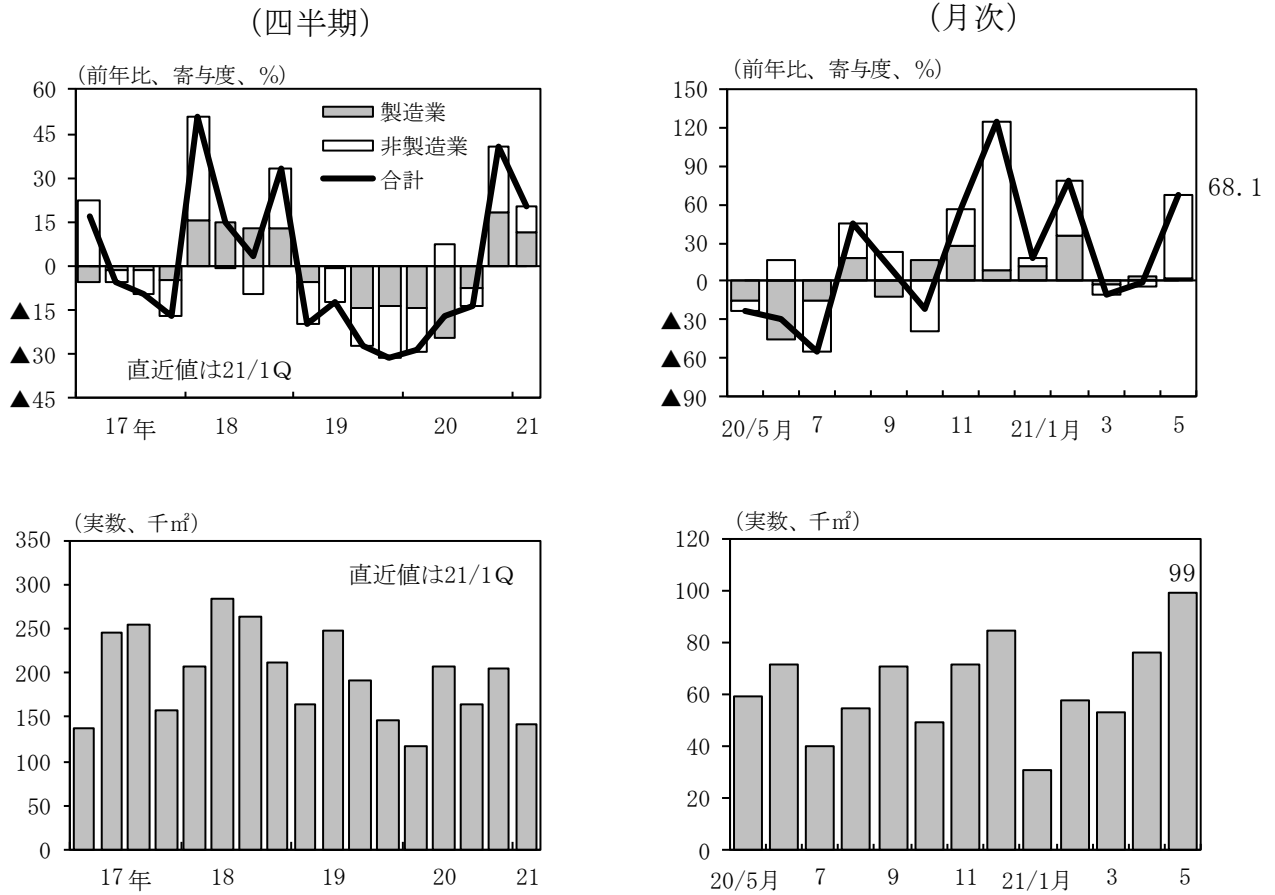 (四半期)
(前年比、寄与度、%)
60
45
30
15
0
▲15
▲30
▲45
製造業
非製造業
合計
直近値は21/1Q
17年 18 19 20 21
(月次)
(前年比、寄与度、%)
150
120
90
60
30
0
▲30
▲60
▲90
68.1
20/5月 7 9 11 21/1月 3 5
(実数、千㎡)
350
300
250
200
150
100
50
0
直近値は21/1Q
17年 18 19 20 21
(実数、千㎡)
120
100
80
60
40
20
0
99
20/5月 7 9 11 21/1月 3 5